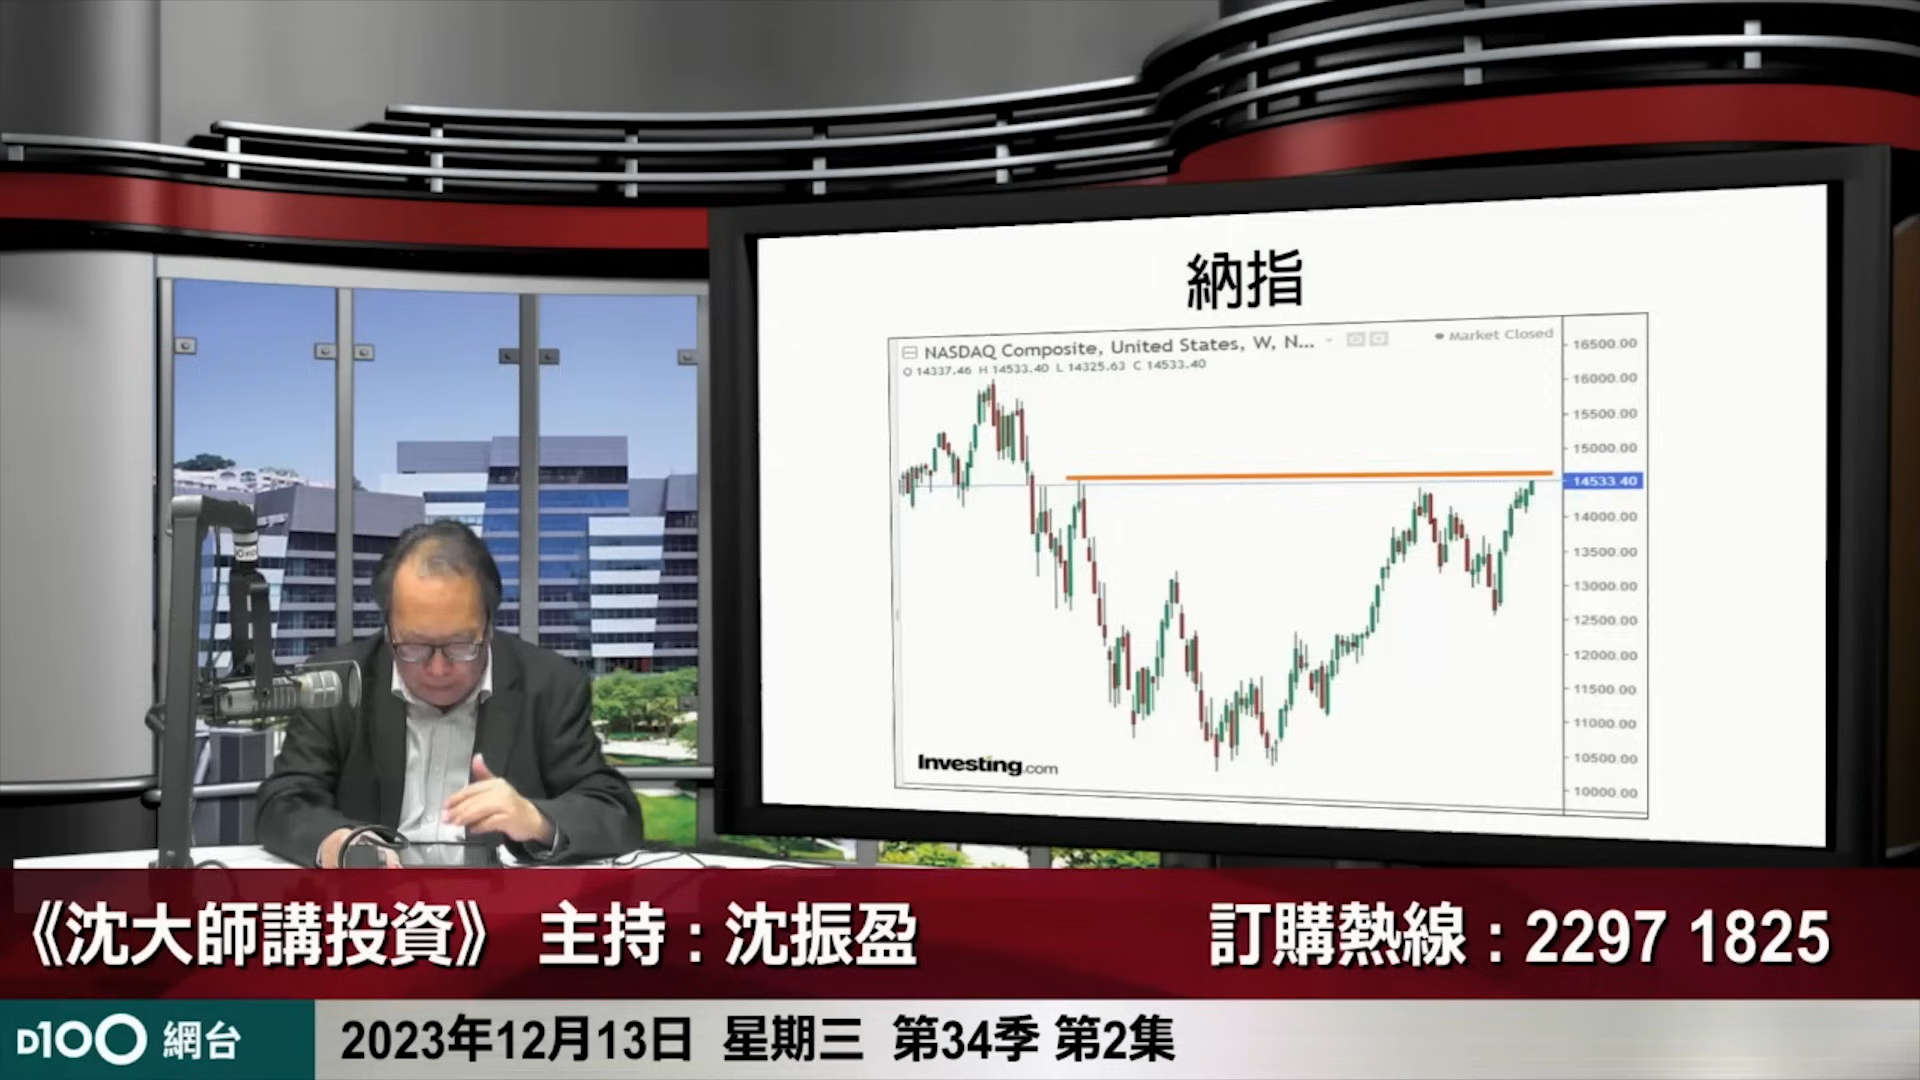 納指
NASDAQ Composite, United States, W, N...
Market Closed
O 14337.46 H 14533.40 L 14325.63 C 14533.40
16500.00
16000.00
15500.00
15000.00
14533.40
14000.00
13500.00
13000.00
12500.00
12000.00
11500.00
11000.00
10500.00
10000.00
Investing.com
《沈大師講投資》 主持：沈振盈 訂購熱線：2297 1825
D100 網台 2023年12月13日 星期三 第34季 第2集